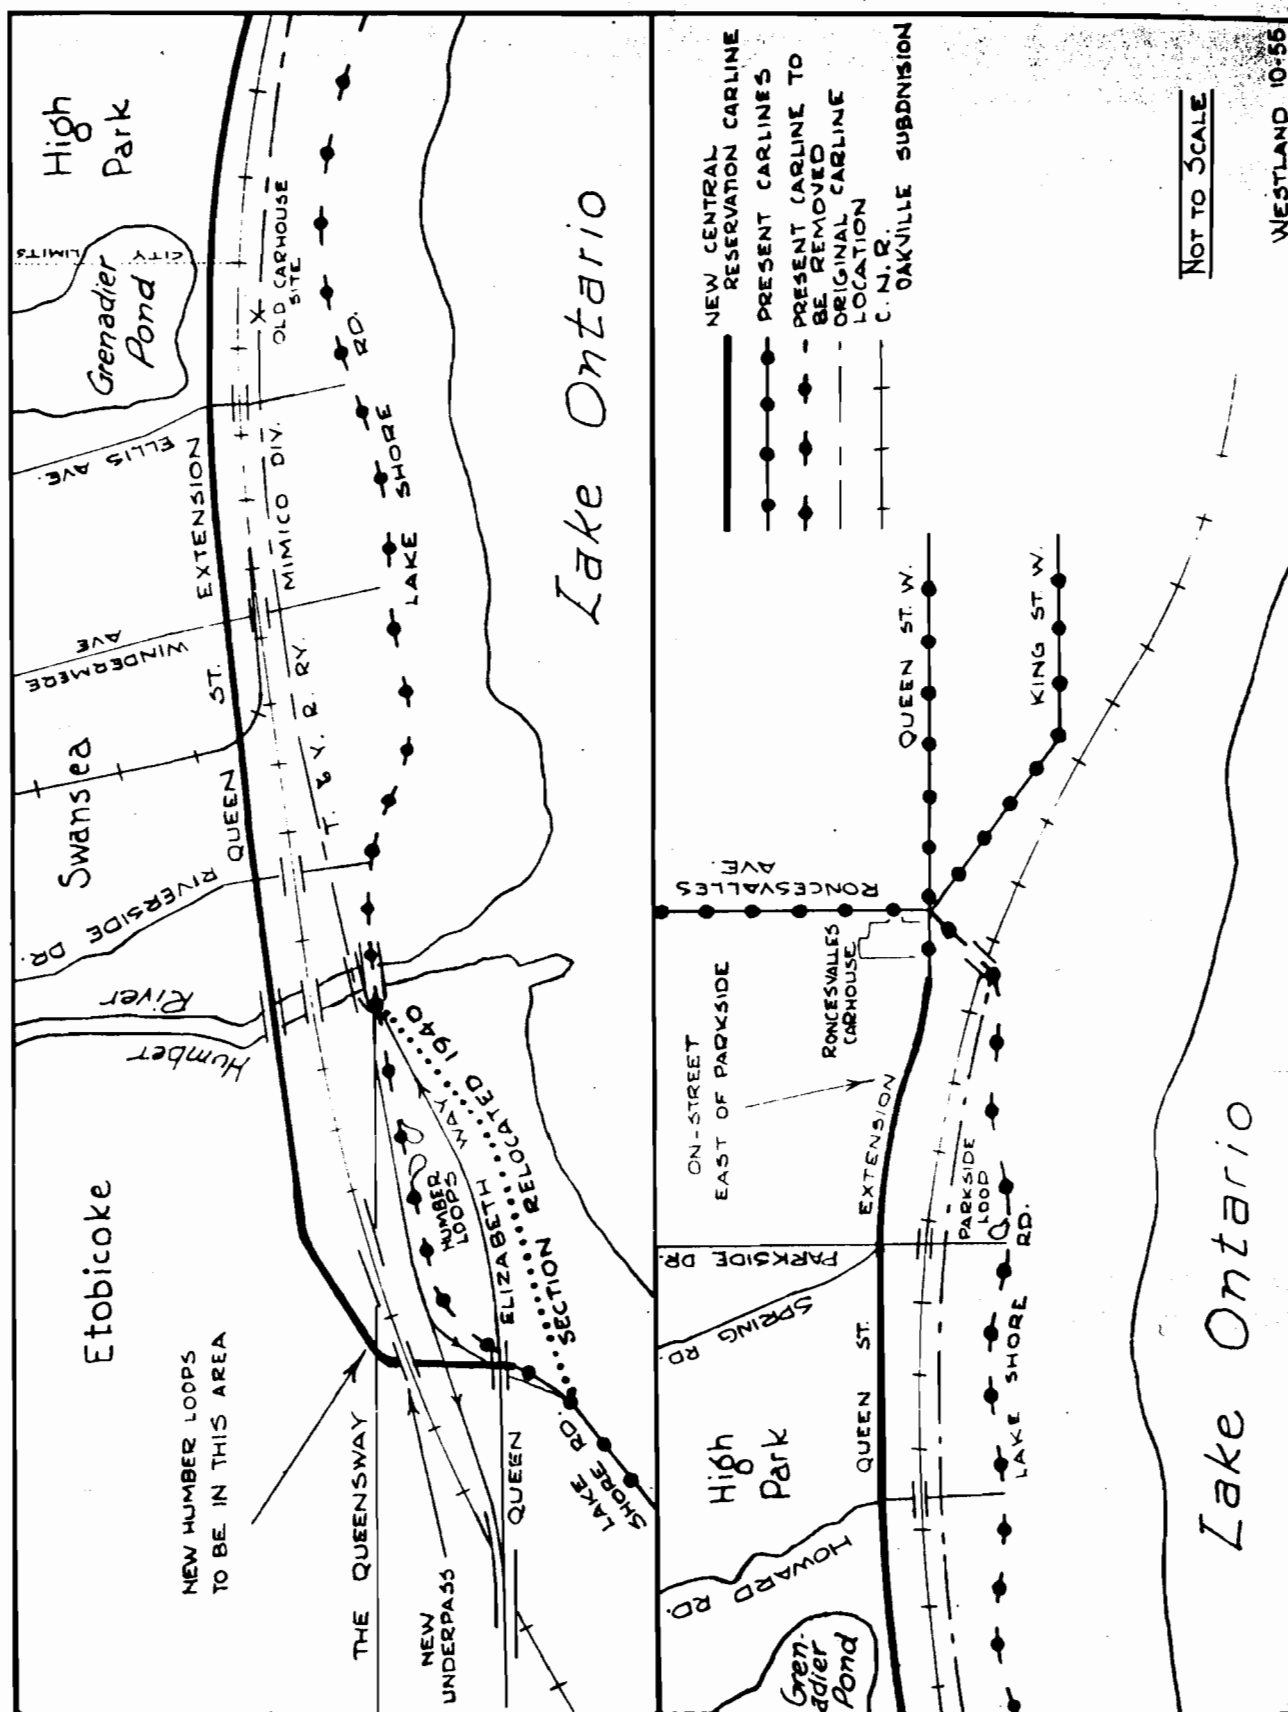 Etobicoke
NEW HUMBER LOOPS
TO BE IN THIS AREA
THE QUEENSWAY
NEW
UNDERPASS
QUEEN
ELIZABETH
WAY
LAKE
SHORE RD.
SECTION RELOCATED 1940
HUMBER
LOOPS
Humber
River
RIVERSIDE DR.
Swansea
WINDERMERE
AVE
ELLIS AVE.
QUEEN
ST.
EXTENSION
T. & Y. R. RY.
MIMICO DIV.
LAKE SHORE
RD.
Grenadier
Pond
CITY
LIMITS
X
OLD CARHOUSE
SITE
High
Park
Lake Ontario
Gren-
adier
Pond
HOWARD
RD.
High
Park
SPRING
RD.
PARKSIDE DR.
QUEEN
ST.
EXTENSION
LAKE SHORE
RD.
PARKSIDE
LOOP
ON-STREET
EAST OF PARKSIDE
RONCESVALLES
CARHOUSE
RONCESVALLES
AVE.
QUEEN ST. W.
KING ST. W.
Lake Ontario
NEW CENTRAL
RESERVATION CARLINE
PRESENT CARLINES
PRESENT CARLINE TO
BE REMOVED
ORIGINAL CARLINE
LOCATION
C. N. R.
OAKVILLE SUBDNISION
NOT TO SCALE
WESTLAND 10-55